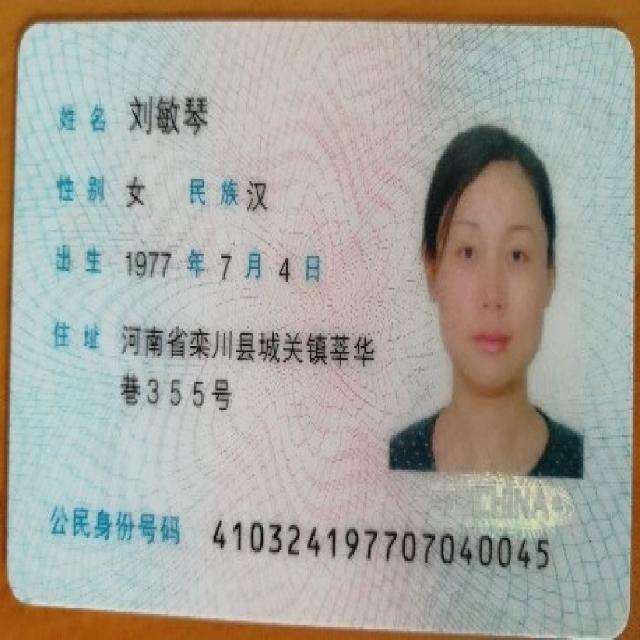 姓名 刘敏琴
性别 女 民族 汉
出生 1977 年 7 月 4 日
住址 河南省栾川县城关镇莘华
巷355号
CHINA
公民身份号码 410324197707040045